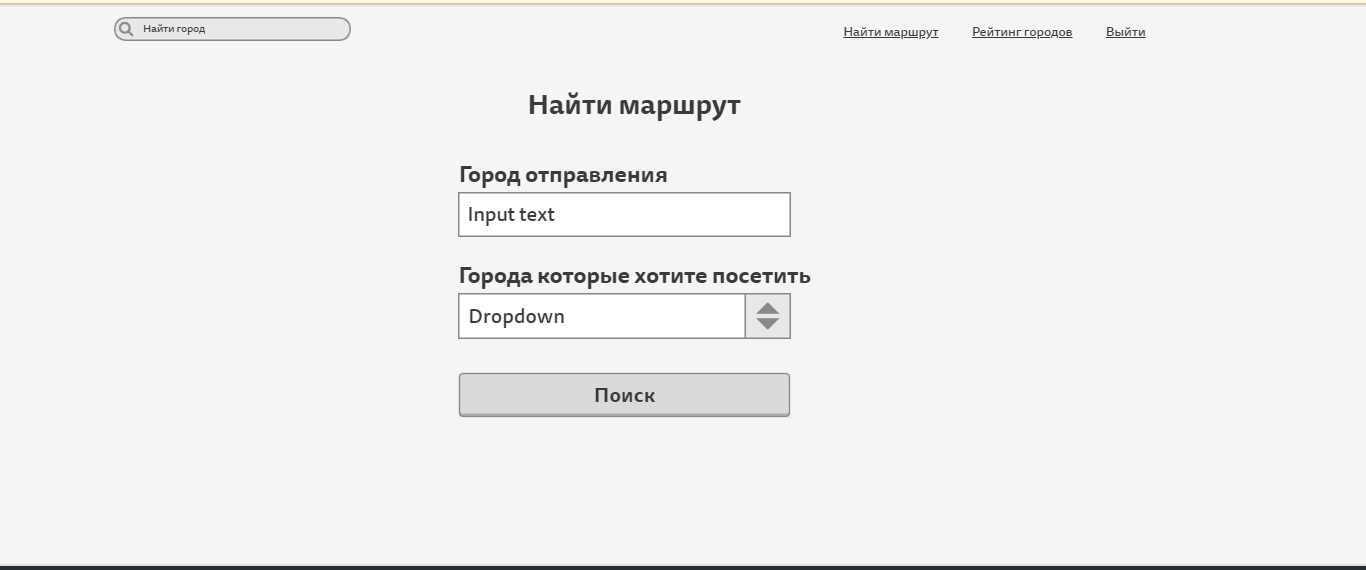 Найти город
Найти маршрут
Рейтинг городов
Выйти
Найти маршрут
Город отправления
Input text
Города которые хотите посетить
Dropdown
Поиск